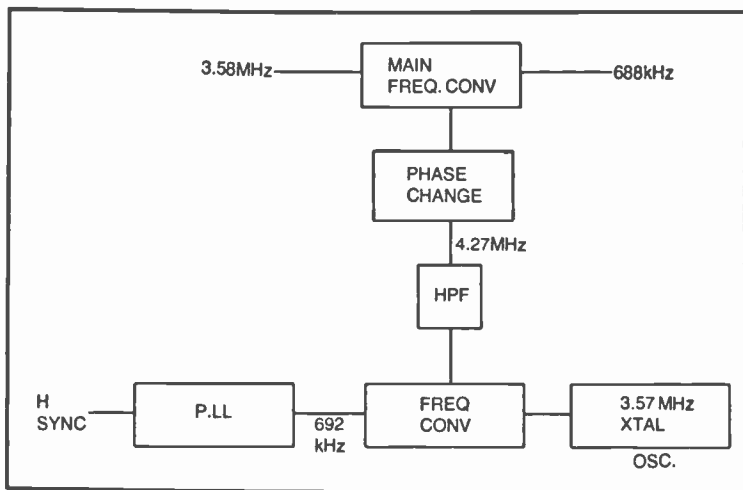 3.58MHz
MAIN
FREQ. CONV
688kHz
PHASE
CHANGE
4.27MHz
HPF
H
SYNC
P.LL
692
kHz
FREQ
CONV
3.57 MHz
XTAL
OSC.